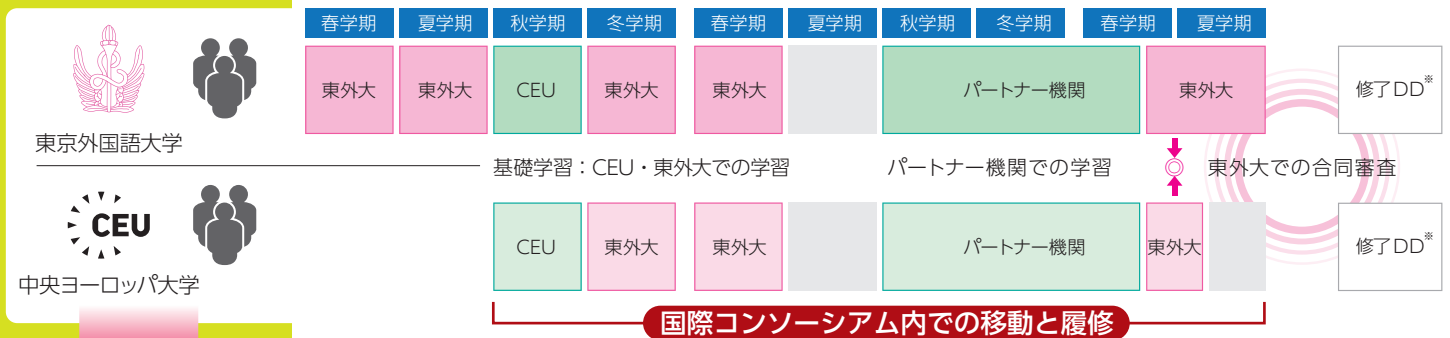 春学期 夏学期 秋学期 冬学期 春学期 夏学期 秋学期 冬学期 春学期 夏学期
東外大 東外大 CEU 東外大 東外大 パートナー機関 東外大 修了DD※
東京外国語大学
基礎学習：CEU・東外大での学習 パートナー機関での学習 ◎ 東外大での合同審査
CEU
CEU 東外大 東外大 パートナー機関 東外大 修了DD※
中央ヨーロッパ大学
国際コンソーシアム内での移動と履修